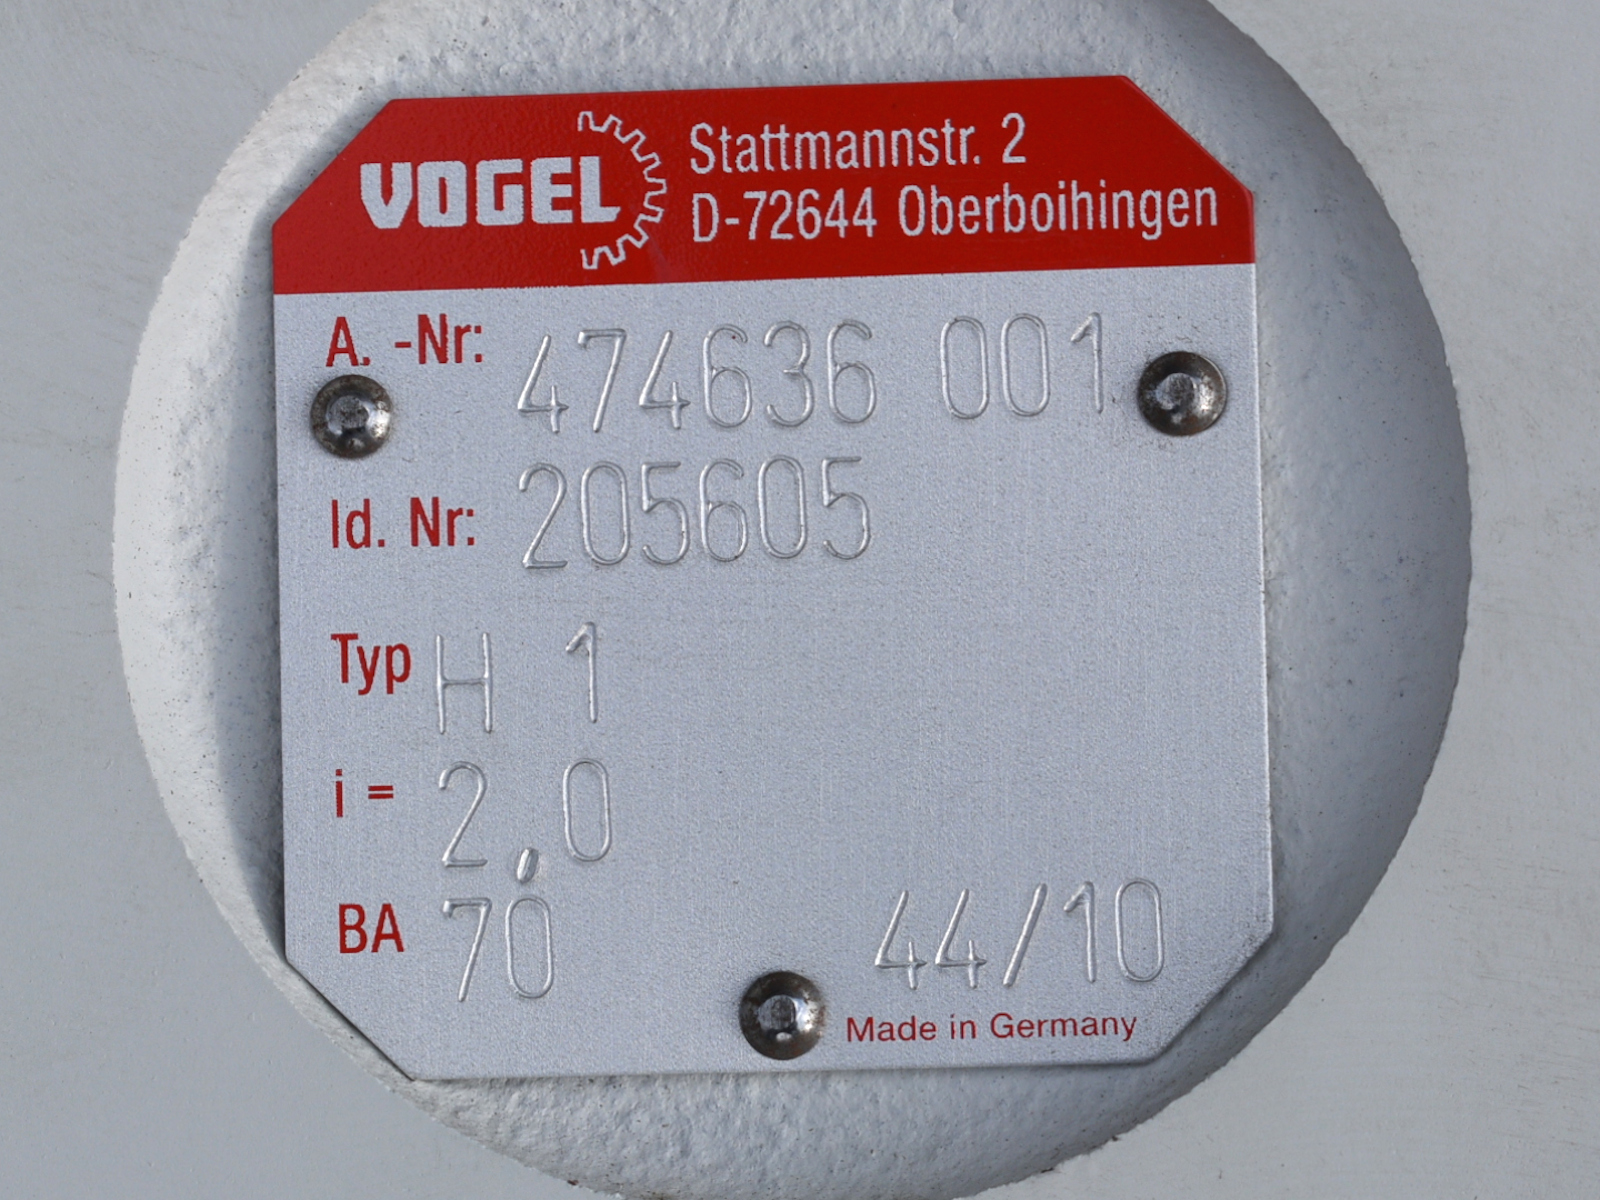 VOGEL
Stattmannstr. 2
D-72644 Oberboihingen
A. -Nr: 474636 001
Id. Nr: 205605
Typ H 1
i = 2,0
BA 70 44/10
Made in Germany